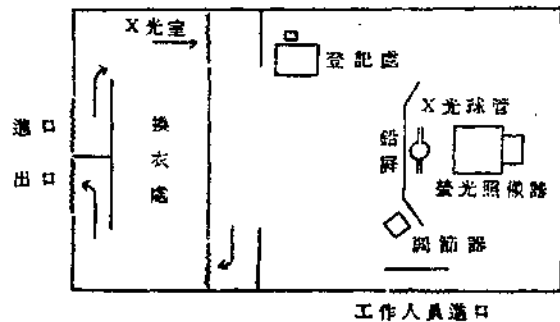 X光室
登記處
X光球管
鉛屏
螢光照像器
調節器
換衣處
進口
出口
工作人員進口